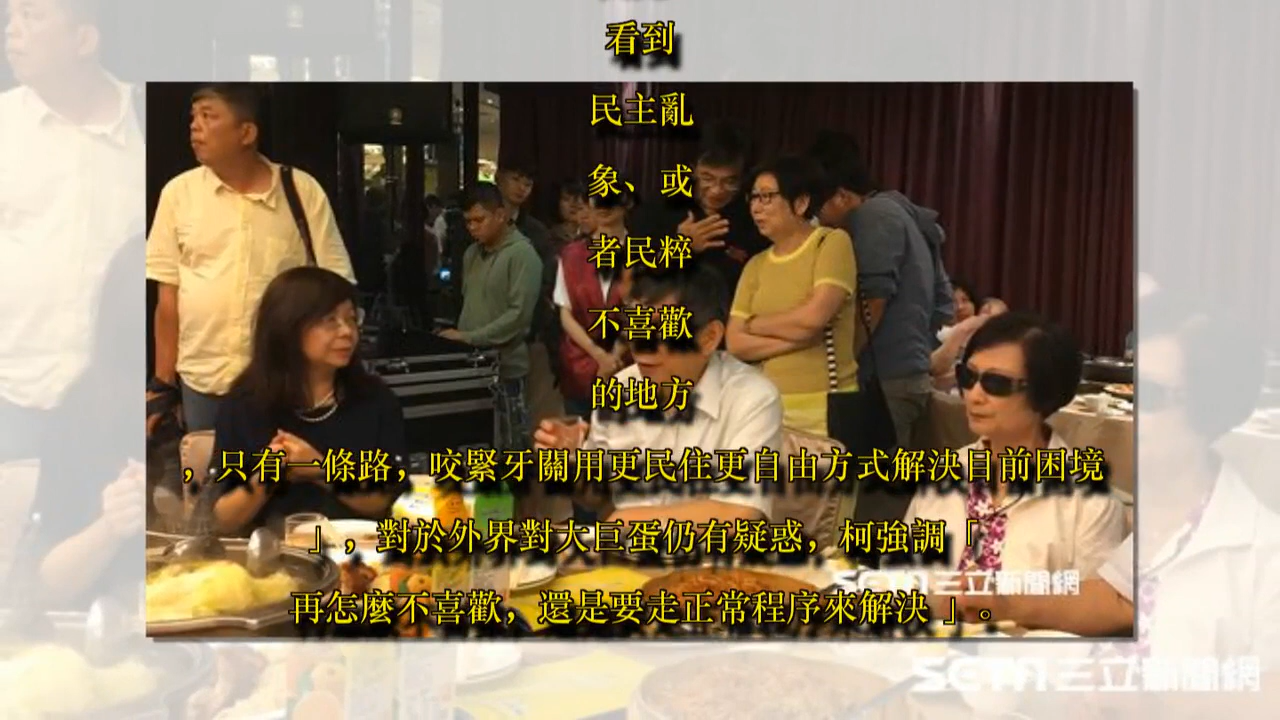 看到
民主亂
象、或
者民粹
不喜歡
的地方
，只有一條路，咬緊牙關用更民住更自由方式解決目前困境
」，對於外界對大巨蛋仍有疑惑，柯強調「
再怎麼不喜歡，還是要走正常程序來解決 」。
SETN三立新聞網
SETN三立新聞網